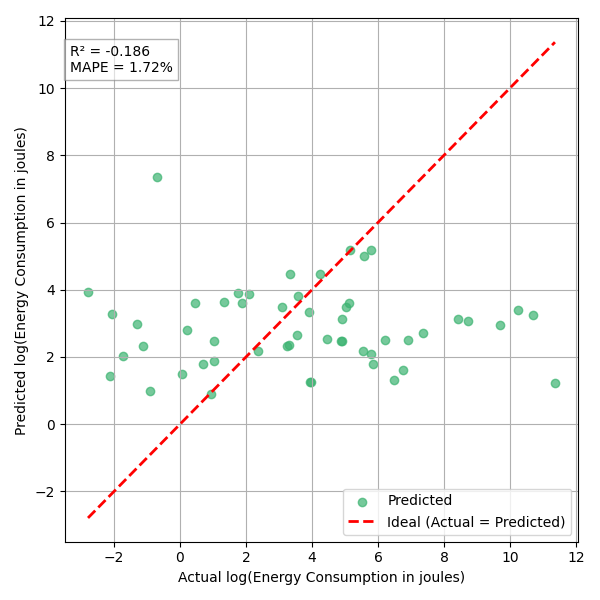 R² = -0.186
MAPE = 1.72%
12
10
8
6
4
2
0
−2
Predicted log(Energy Consumption in joules)
Predicted
Ideal (Actual = Predicted)
−2 0 2 4 6 8 10 12
Actual log(Energy Consumption in joules)